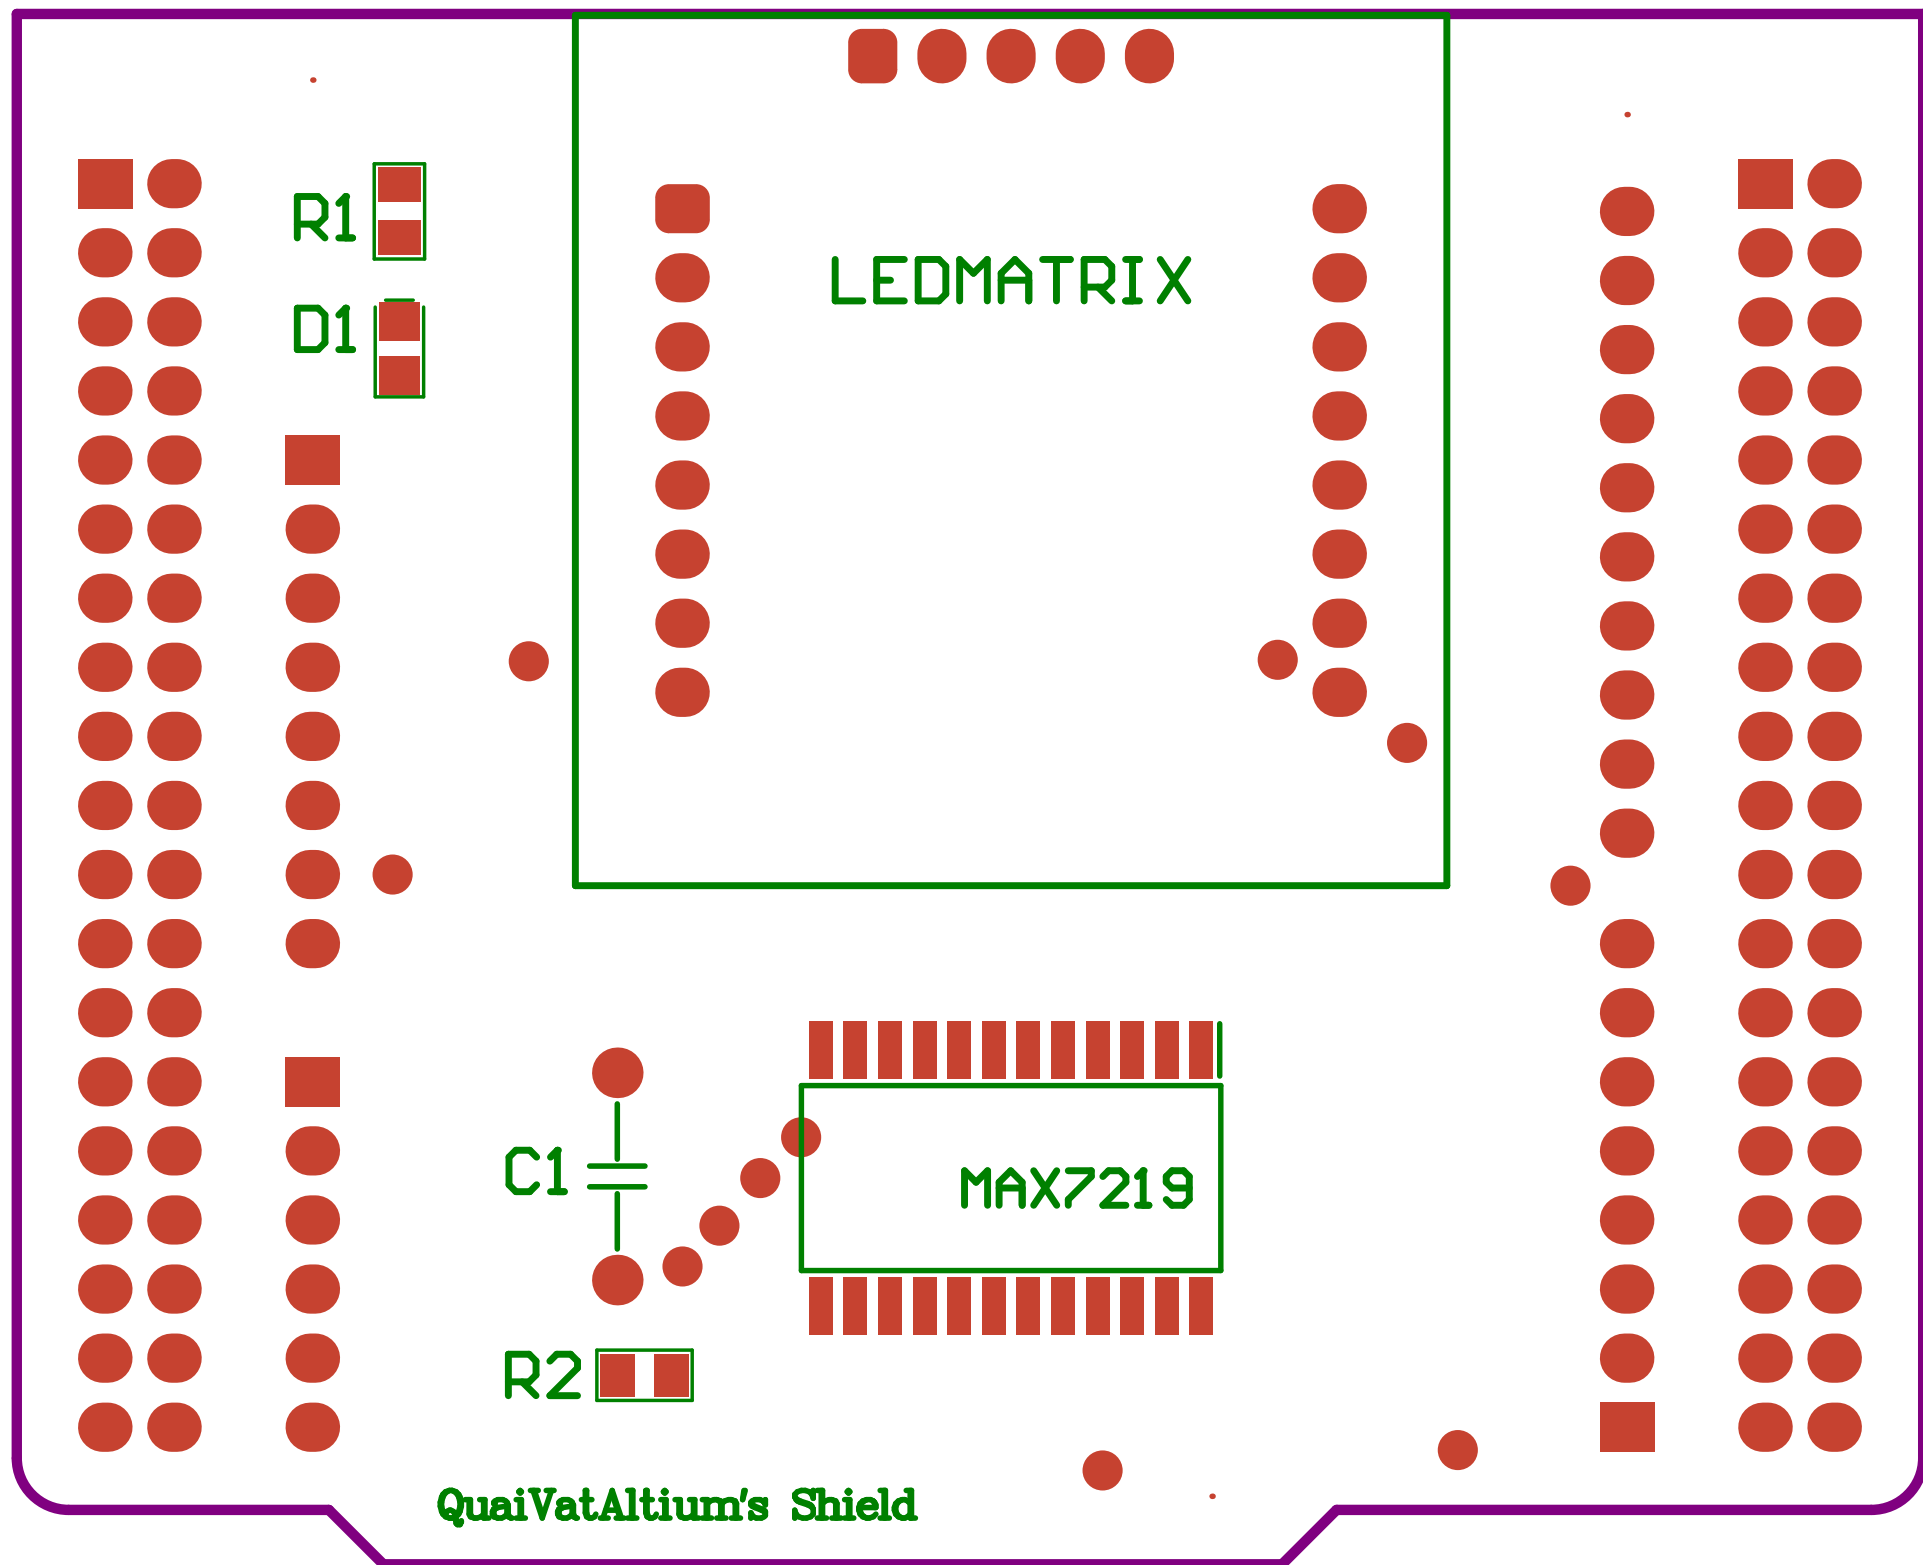 R1
LEDMATRIX
D1
C1
MAX7219
R2
QuaiVatAltium's Shield